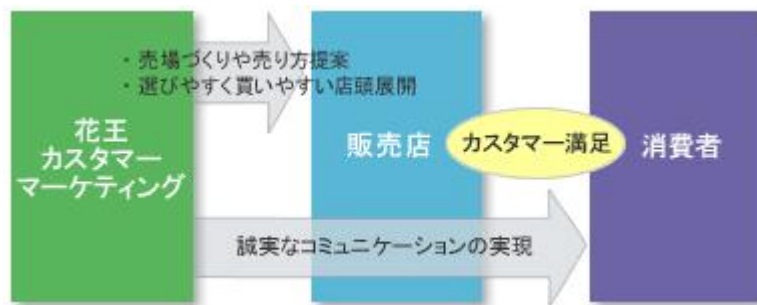 ・ 売場づくりや売り方提案
・ 選びやすく買いやすい店頭展開
花王
カスタマー
マーケティング
販売店
カスタマー満足
消費者
誠実なコミュニケーションの実現